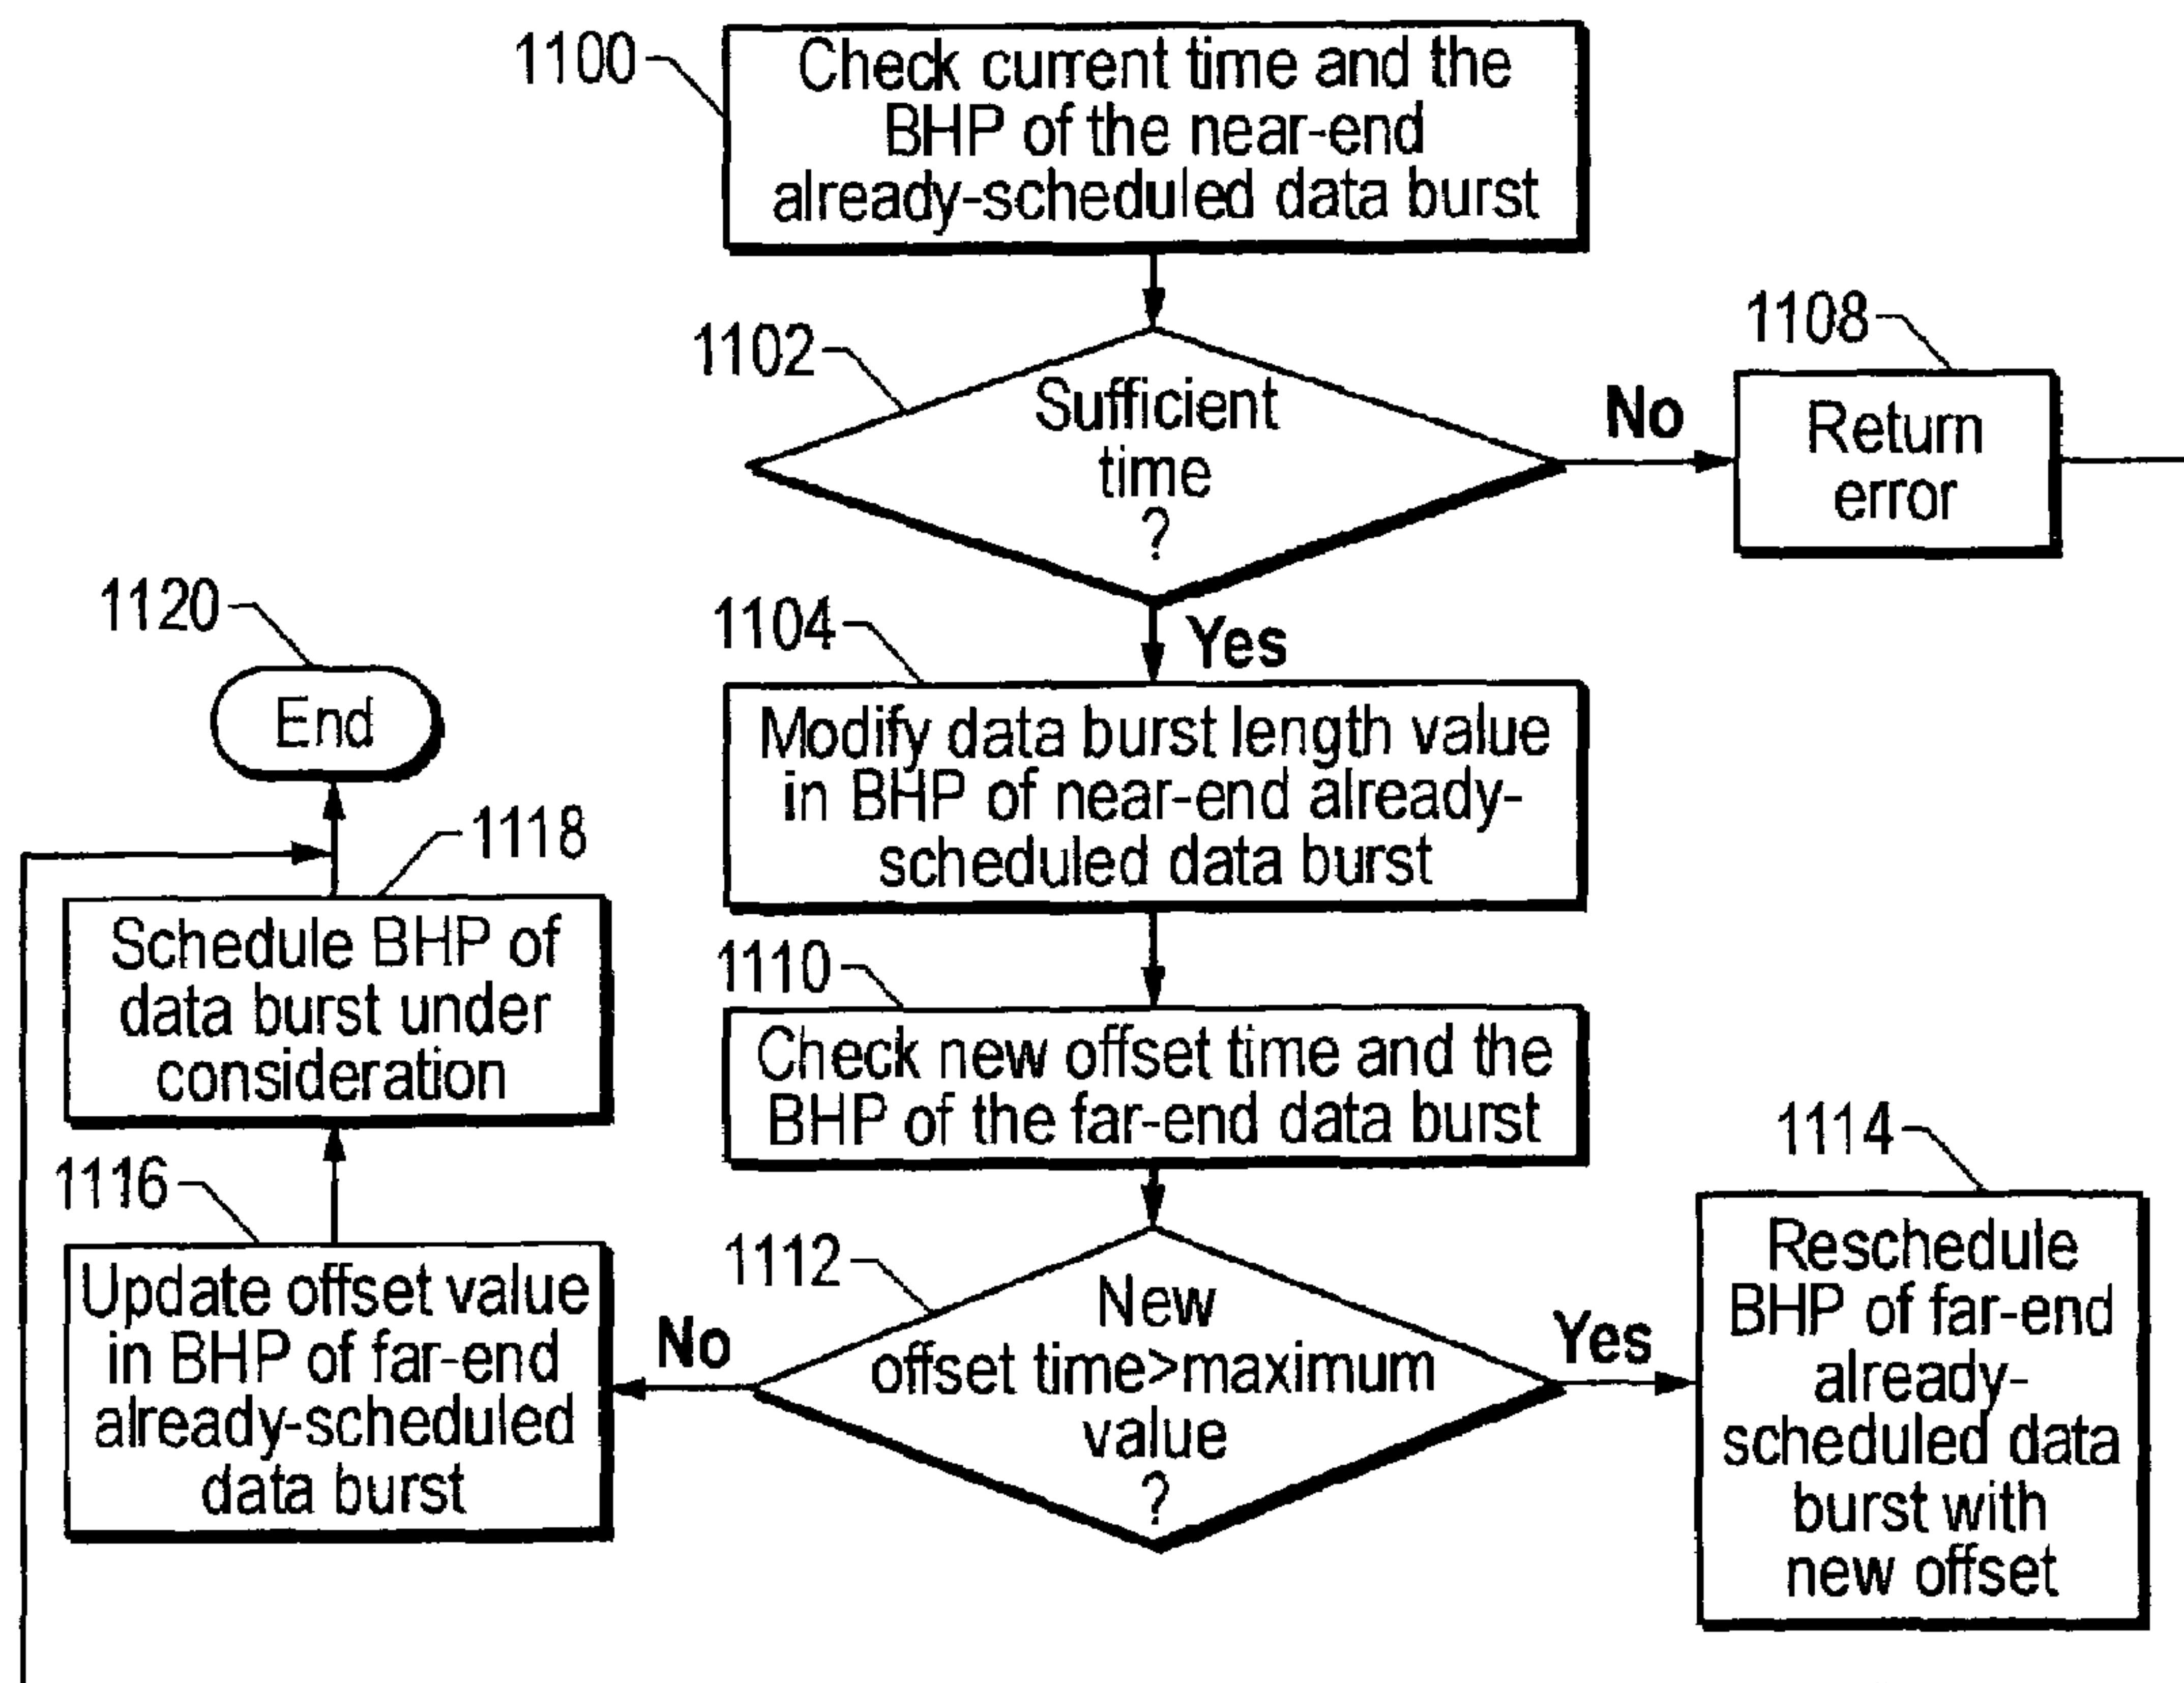 1100
Check current time and the
BHP of the near-end
already-scheduled data burst
1102
Sufficient
time
?
No
1108
Return
error
Yes
1104
Modify data burst length value
in BHP of near-end already-
scheduled data burst
1110
Check new offset time and the
BHP of the far-end data burst
1112
New
offset time>maximum
value
?
Yes
1114
Reschedule
BHP of far-end
already-
scheduled data
burst with
new offset
No
1116
Update offset value
in BHP of far-end
already-scheduled
data burst
1118
Schedule BHP of
data burst under
consideration
1120
End